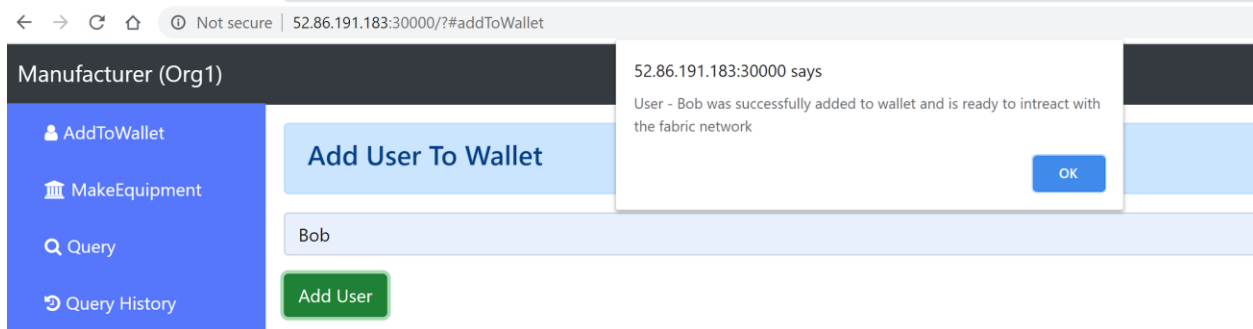 Not secure | 52.86.191.183:30000/?#addToWallet
Manufacturer (Org1)
52.86.191.183:30000 says
User - Bob was successfully added to wallet and is ready to intreact with
the fabric network
OK
AddToWallet
MakeEquipment
Query
Query History
Add User To Wallet
Bob
Add User